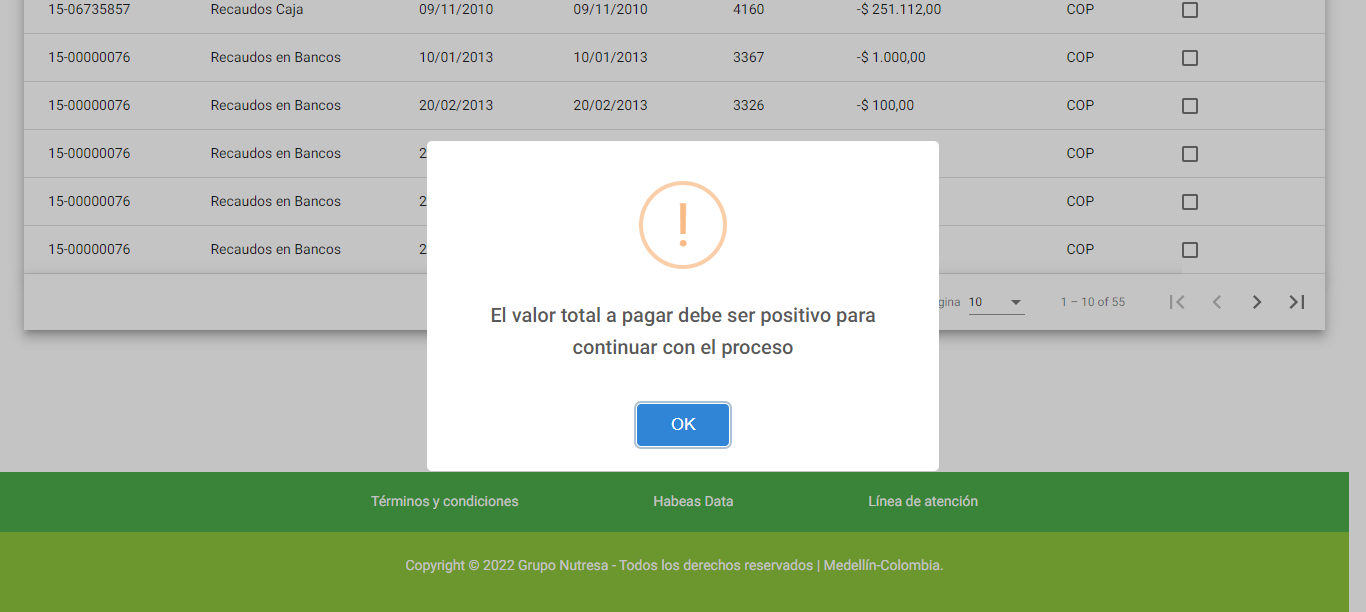 15-06735857 Recaudos Caja 09/11/2010 09/11/2010 4160 -$ 251.112,00 COP
15-00000076 Recaudos en Bancos 10/01/2013 10/01/2013 3367 -$ 1.000,00 COP
15-00000076 Recaudos en Bancos 20/02/2013 20/02/2013 3326 -$ 100,00 COP
15-00000076 Recaudos en Bancos 2 COP
15-00000076 Recaudos en Bancos 2 COP
15-00000076 Recaudos en Bancos 2 COP
!
El valor total a pagar debe ser positivo para
continuar con el proceso
OK
gina 10 1 – 10 of 55
Términos y condiciones Habeas Data Línea de atención
Copyright © 2022 Grupo Nutresa - Todos los derechos reservados | Medellín-Colombia.